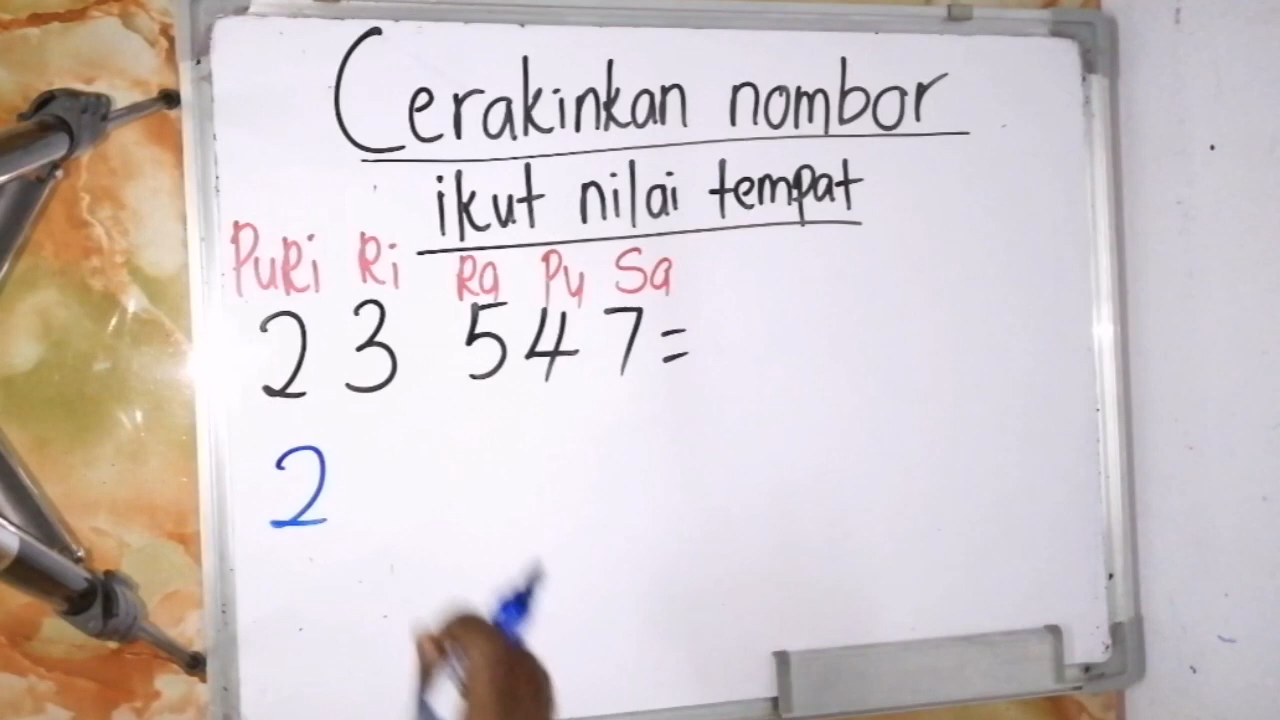 Cerakinkan nombor
ikut nilai tempat
PuRi Ri Ra Pu Sa
23 547=
2